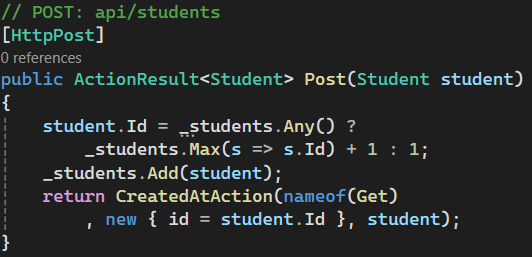 // POST: api/students
[HttpPost]
0 references
public ActionResult<Student> Post(Student student)
{
student.Id = _students.Any() ?
_students.Max(s => s.Id) + 1 : 1;
_students.Add(student);
return CreatedAtAction(nameof(Get)
, new { id = student.Id }, student);
}